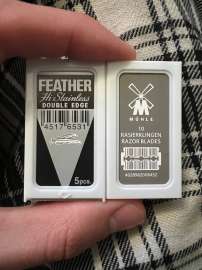 FEATHER
Hi-Stainless
DOUBLE EDGE
4517 6531
5pcs.
MÜHLE
10
RASIERKLINGEN
RAZOR BLADES